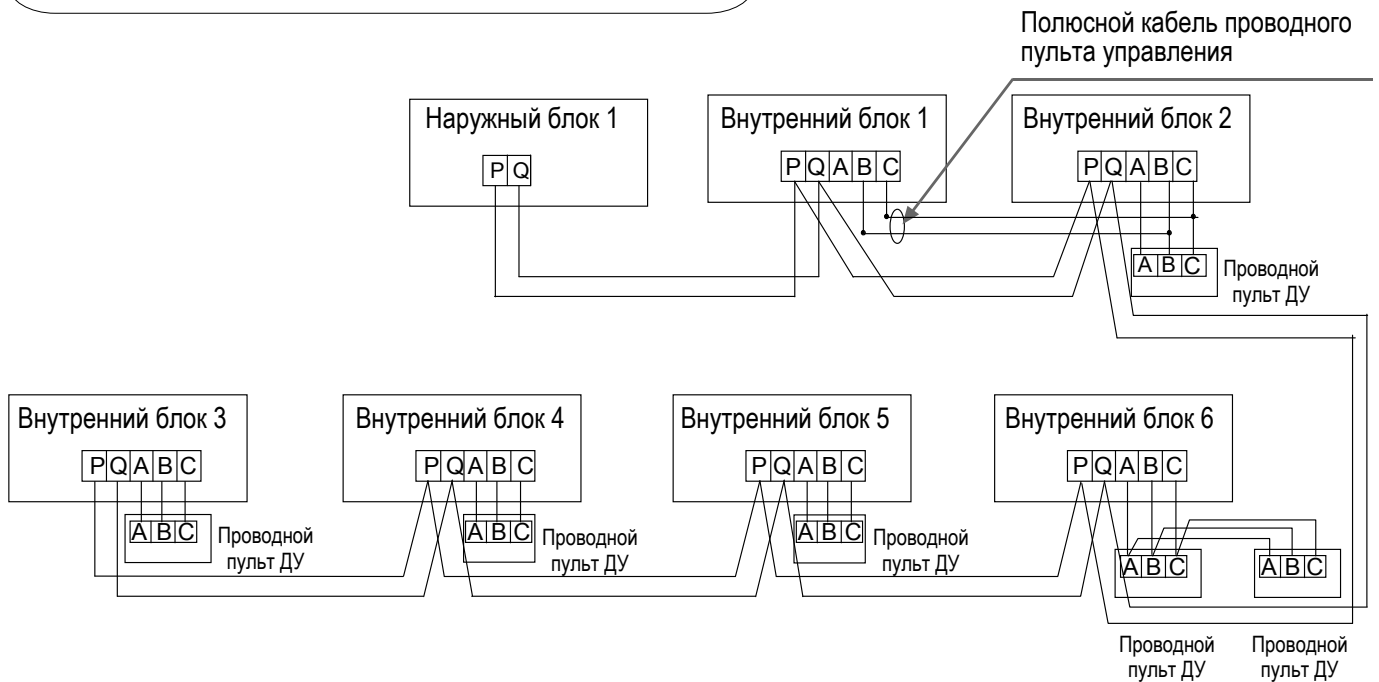 Полюсной кабель проводного
пульта управления
Наружный блок 1
Внутренний блок 1
Внутренний блок 2
P Q
P Q A B C
P Q A B C
A B C
Проводной
пульт ДУ
Внутренний блок 3
Внутренний блок 4
Внутренний блок 5
Внутренний блок 6
P Q A B C
P Q A B C
P Q A B C
P Q A B C
A B C
Проводной
пульт ДУ
A B C
Проводной
пульт ДУ
A B C
Проводной
пульт ДУ
A B C
A B C
Проводной
пульт ДУ
Проводной
пульт ДУ